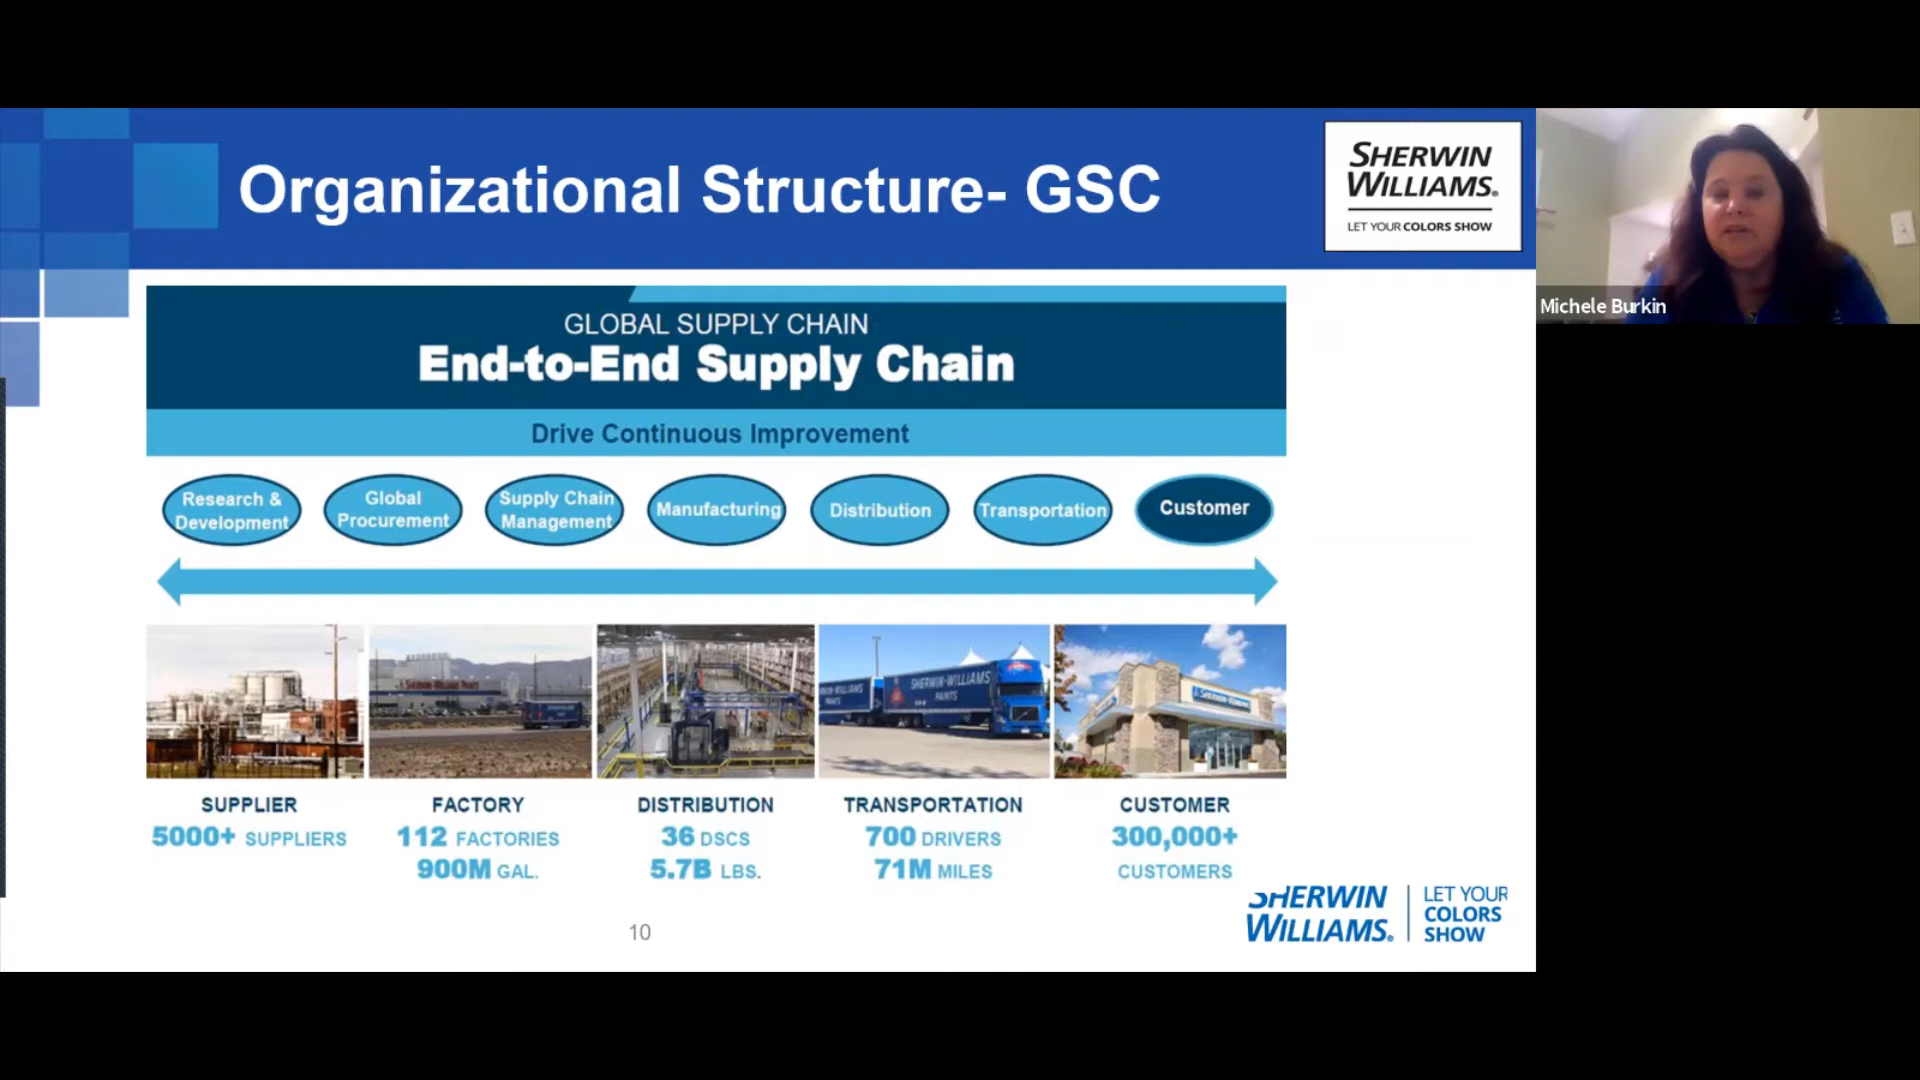 Organizational Structure- GSC
SHERWIN
WILLIAMS.
LET YOUR COLORS SHOW
Michele Burkin
GLOBAL SUPPLY CHAIN
End-to-End Supply Chain
Drive Continuous Improvement
Research &
Development
Global
Procurement
Supply Chain
Management
Manufacturing
Distribution
Transportation
Customer
SHERWIN-WILLIAMS
PAINTS
SUPPLIER
5000+ SUPPLIERS
FACTORY
112 FACTORIES
900M GAL.
DISTRIBUTION
36 DSCS
5.7B LBS.
TRANSPORTATION
700 DRIVERS
71M MILES
CUSTOMER
300,000+
CUSTOMERS
SHERWIN
WILLIAMS®
LET YOUR
COLORS
SHOW
10